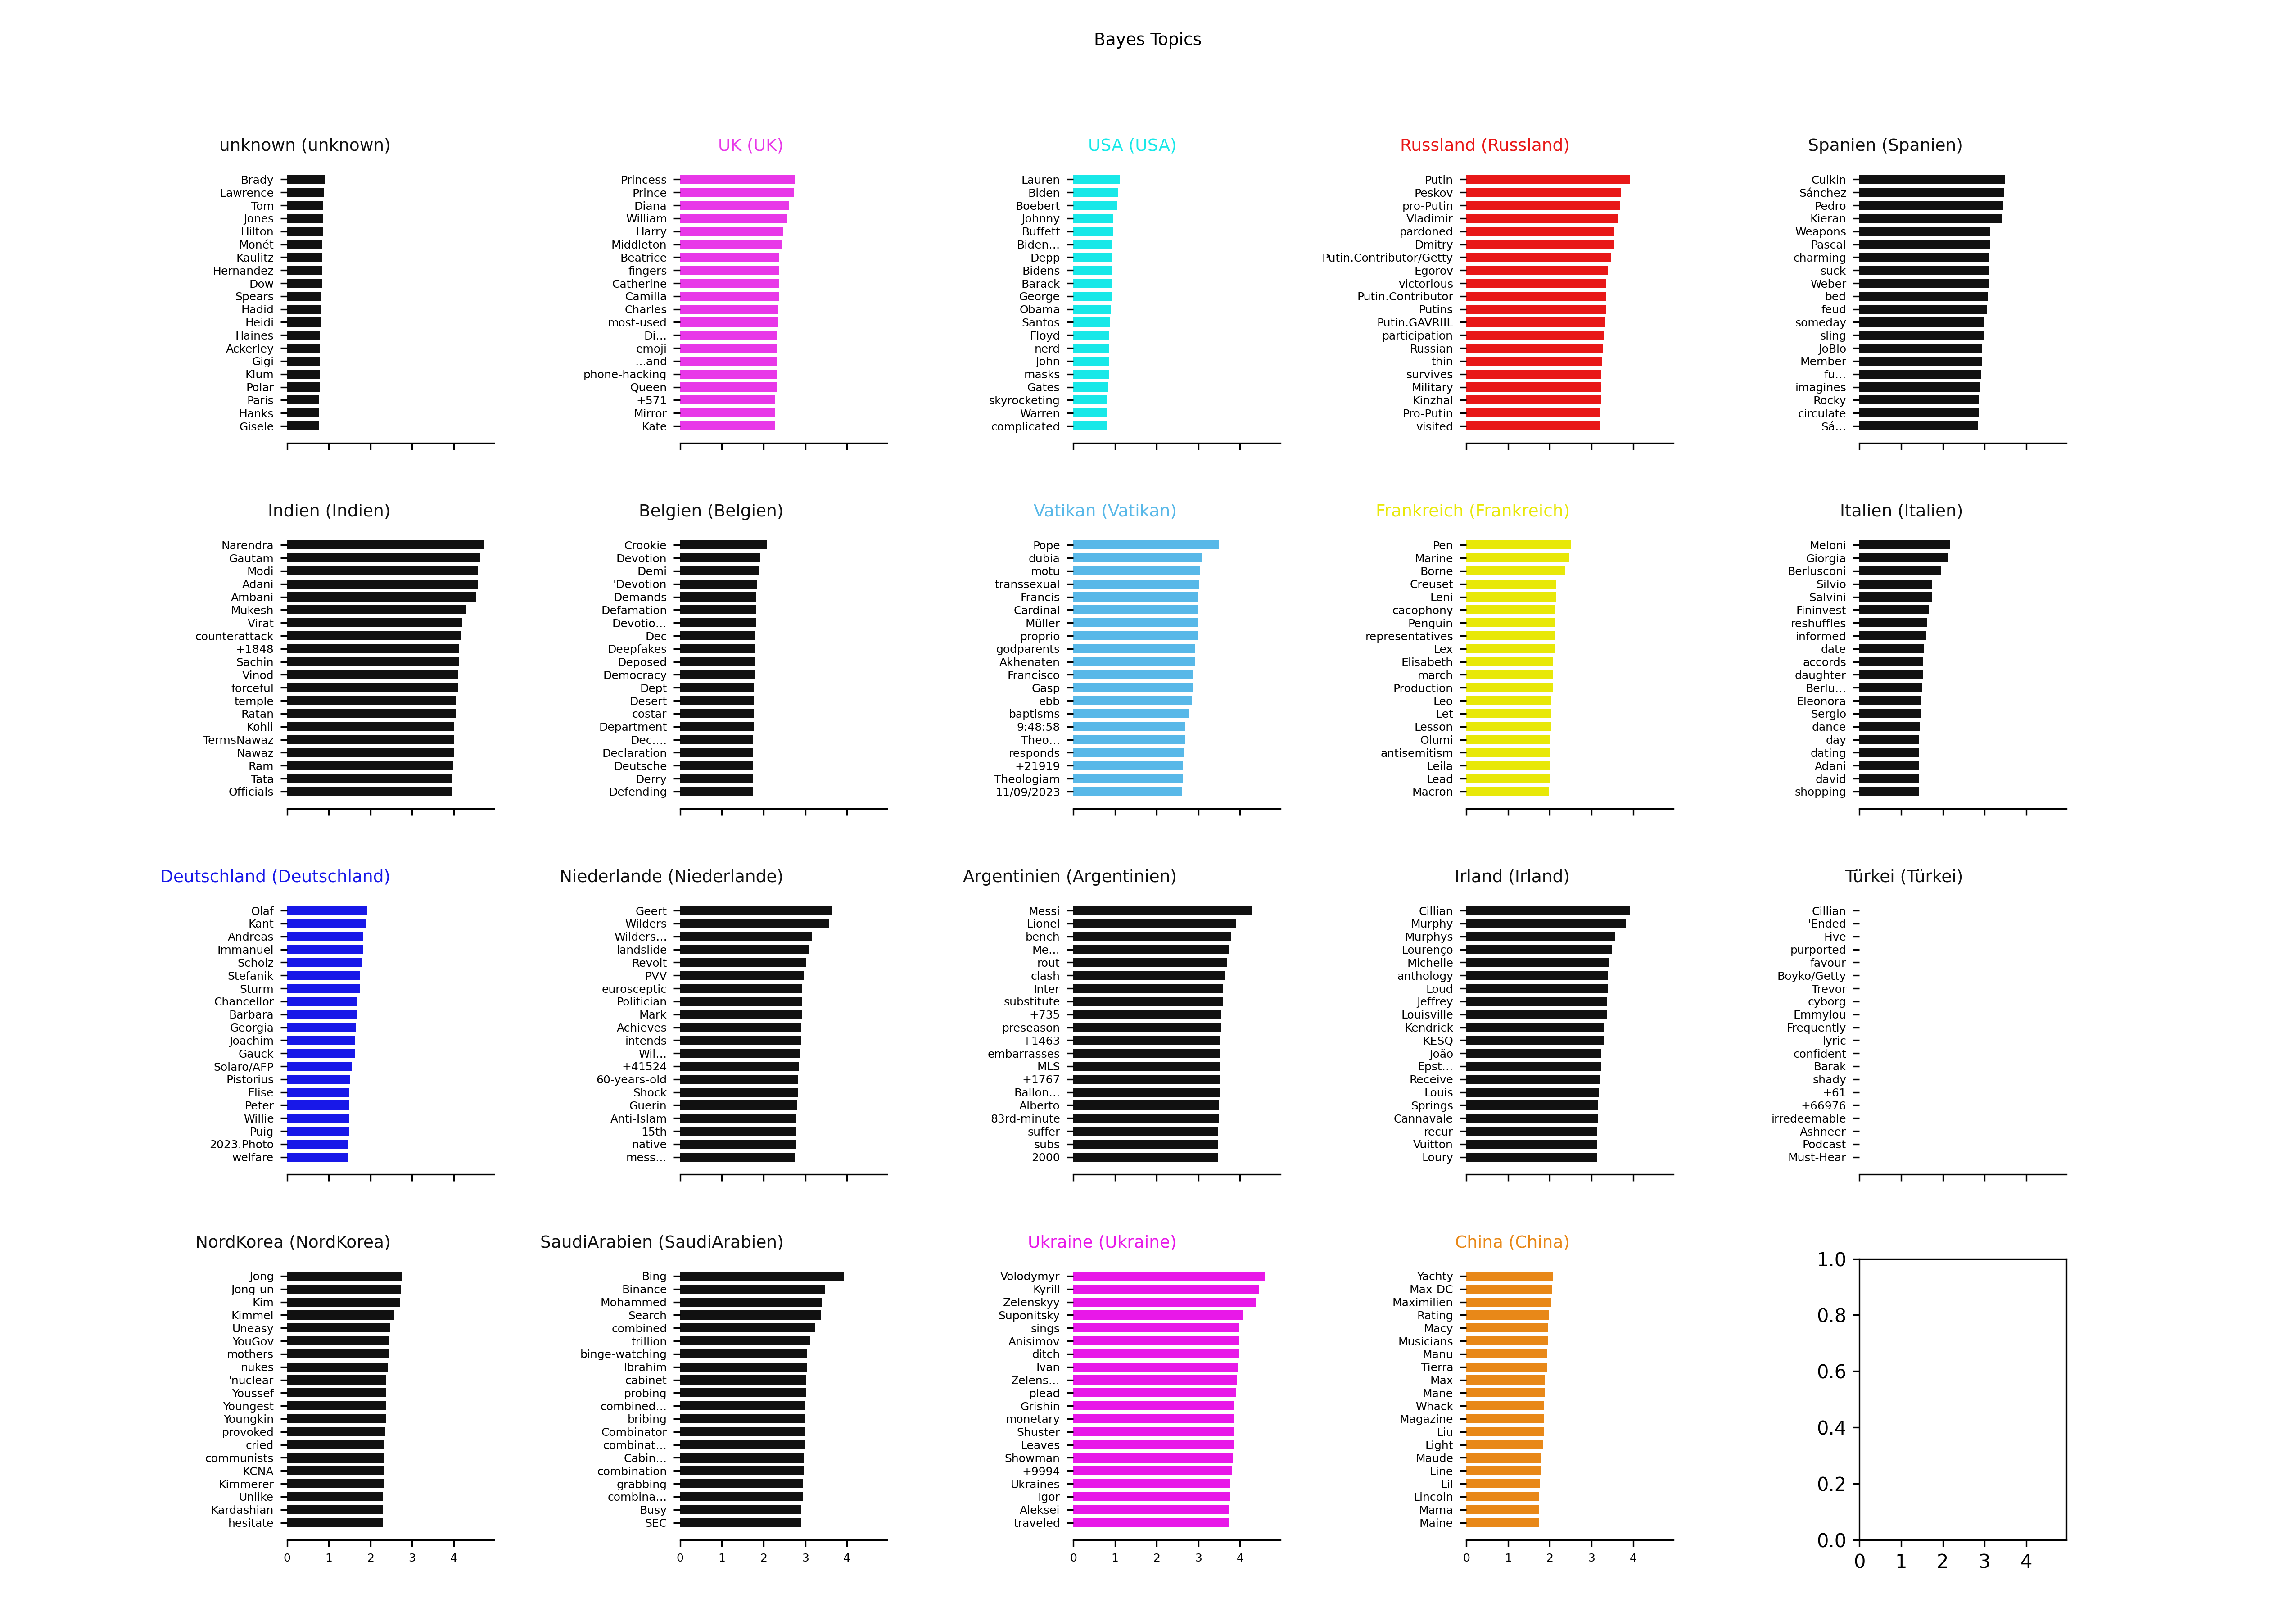 Bayes Topics
unknown (unknown)
Brady
Lawrence
Tom
Jones
Hilton
Monét
Kaulitz
Hernandez
Dow
Spears
Hadid
Heidi
Haines
Ackerley
Gigi
Klum
Polar
Paris
Hanks
Gisele
UK (UK)
Princess
Prince
Diana
William
Harry
Middleton
Beatrice
fingers
Catherine
Camilla
Charles
most-used
Di…
emoji
…and
phone-hacking
Queen
+571
Mirror
Kate
USA (USA)
Lauren
Biden
Boebert
Johnny
Buffett
Biden…
Depp
Bidens
Barack
George
Obama
Santos
Floyd
nerd
John
masks
Gates
skyrocketing
Warren
complicated
Russland (Russland)
Putin
Peskov
pro-Putin
Vladimir
pardoned
Dmitry
Putin.Contributor/Getty
Egorov
victorious
Putin.Contributor
Putins
Putin.GAVRIIL
participation
Russian
thin
survives
Military
Kinzhal
Pro-Putin
visited
Spanien (Spanien)
Culkin
Sánchez
Pedro
Kieran
Weapons
Pascal
charming
suck
Weber
bed
feud
someday
sling
JoBlo
Member
fu…
imagines
Rocky
circulate
Sá…
Indien (Indien)
Narendra
Gautam
Modi
Adani
Ambani
Mukesh
Virat
counterattack
+1848
Sachin
Vinod
forceful
temple
Ratan
Kohli
TermsNawaz
Nawaz
Ram
Tata
Officials
Belgien (Belgien)
Crookie
Devotion
Demi
'Devotion
Demands
Defamation
Devotio…
Dec
Deepfakes
Deposed
Democracy
Dept
Desert
costar
Department
Dec.…
Declaration
Deutsche
Derry
Defending
Vatikan (Vatikan)
Pope
dubia
motu
transsexual
Francis
Cardinal
Müller
proprio
godparents
Akhenaten
Francisco
Gasp
ebb
baptisms
9:48:58
Theo…
responds
+21919
Theologiam
11/09/2023
Frankreich (Frankreich)
Pen
Marine
Borne
Creuset
Leni
cacophony
Penguin
representatives
Lex
Elisabeth
march
Production
Leo
Let
Lesson
Olumi
antisemitism
Leila
Lead
Macron
Italien (Italien)
Meloni
Giorgia
Berlusconi
Silvio
Salvini
Fininvest
reshuffles
informed
date
accords
daughter
Berlu…
Eleonora
Sergio
dance
day
dating
Adani
david
shopping
Deutschland (Deutschland)
Olaf
Kant
Andreas
Immanuel
Scholz
Stefanik
Sturm
Chancellor
Barbara
Georgia
Joachim
Gauck
Solaro/AFP
Pistorius
Elise
Peter
Willie
Puig
2023.Photo
welfare
Niederlande (Niederlande)
Geert
Wilders
Wilders…
landslide
Revolt
PVV
eurosceptic
Politician
Mark
Achieves
intends
Wil…
+41524
60-years-old
Shock
Guerin
Anti-Islam
15th
native
mess…
Argentinien (Argentinien)
Messi
Lionel
bench
Me…
rout
clash
Inter
substitute
+735
preseason
+1463
embarrasses
MLS
+1767
Ballon…
Alberto
83rd-minute
suffer
subs
2000
Irland (Irland)
Cillian
Murphy
Murphys
Lourenço
Michelle
anthology
Loud
Jeffrey
Louisville
Kendrick
KESQ
João
Epst…
Receive
Louis
Springs
Cannavale
recur
Vuitton
Loury
Türkei (Türkei)
Cillian
'Ended
Five
purported
favour
Boyko/Getty
Trevor
cyborg
Emmylou
Frequently
lyric
confident
Barak
shady
+61
+66976
irredeemable
Ashneer
Podcast
Must-Hear
NordKorea (NordKorea)
Jong
Jong-un
Kim
Kimmel
Uneasy
YouGov
mothers
nukes
'nuclear
Youssef
Youngest
Youngkin
provoked
cried
communists
-KCNA
Kimmerer
Unlike
Kardashian
hesitate
0 1 2 3 4
SaudiArabien (SaudiArabien)
Bing
Binance
Mohammed
Search
combined
trillion
binge-watching
Ibrahim
cabinet
probing
combined…
bribing
Combinator
combinat…
Cabin…
combination
grabbing
combina…
Busy
SEC
0 1 2 3 4
Ukraine (Ukraine)
Volodymyr
Kyrill
Zelenskyy
Suponitsky
sings
Anisimov
ditch
Ivan
Zelens…
plead
Grishin
monetary
Shuster
Leaves
Showman
+9994
Ukraines
Igor
Aleksei
traveled
0 1 2 3 4
China (China)
Yachty
Max-DC
Maximilien
Rating
Macy
Musicians
Manu
Tierra
Max
Mane
Whack
Magazine
Liu
Light
Maude
Line
Lil
Lincoln
Mama
Maine
0 1 2 3 4
1.0
0.8
0.6
0.4
0.2
0.0
0 1 2 3 4